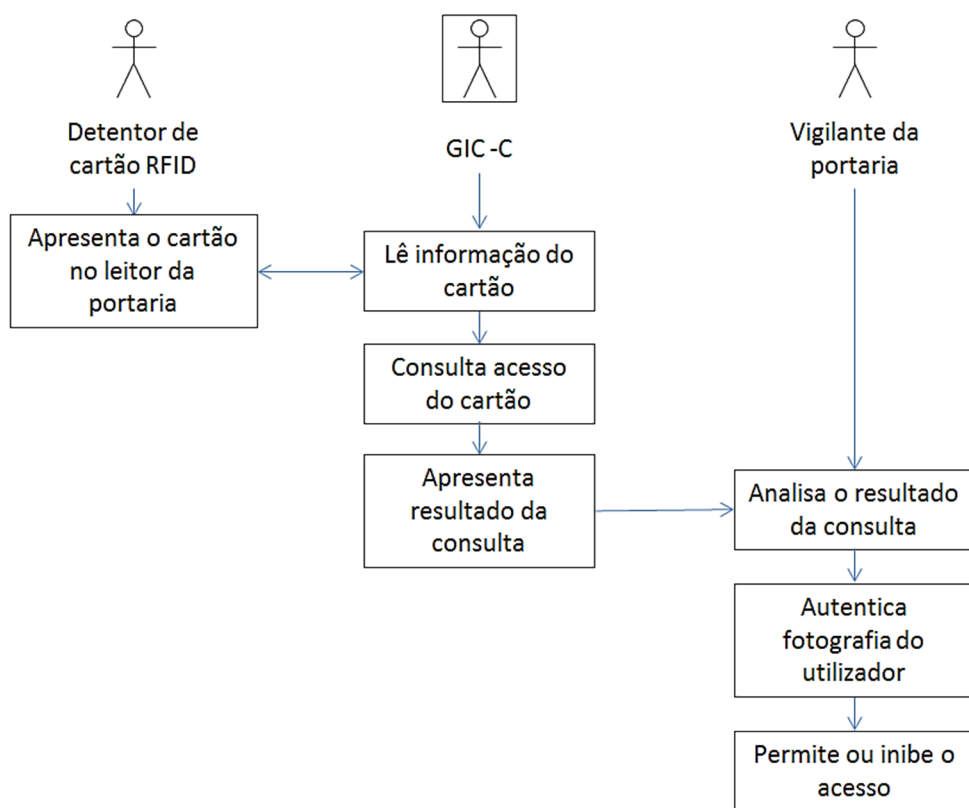 Detentor de
cartão RFID
GIC -C
Vigilante da
portaria
Apresenta o cartão
no leitor da
portaria
Lê informação do
cartão
Consulta acesso
do cartão
Apresenta
resultado da
consulta
Analisa o resultado
da consulta
Autentica
fotografia do
utilizador
Permite ou inibe o
acesso